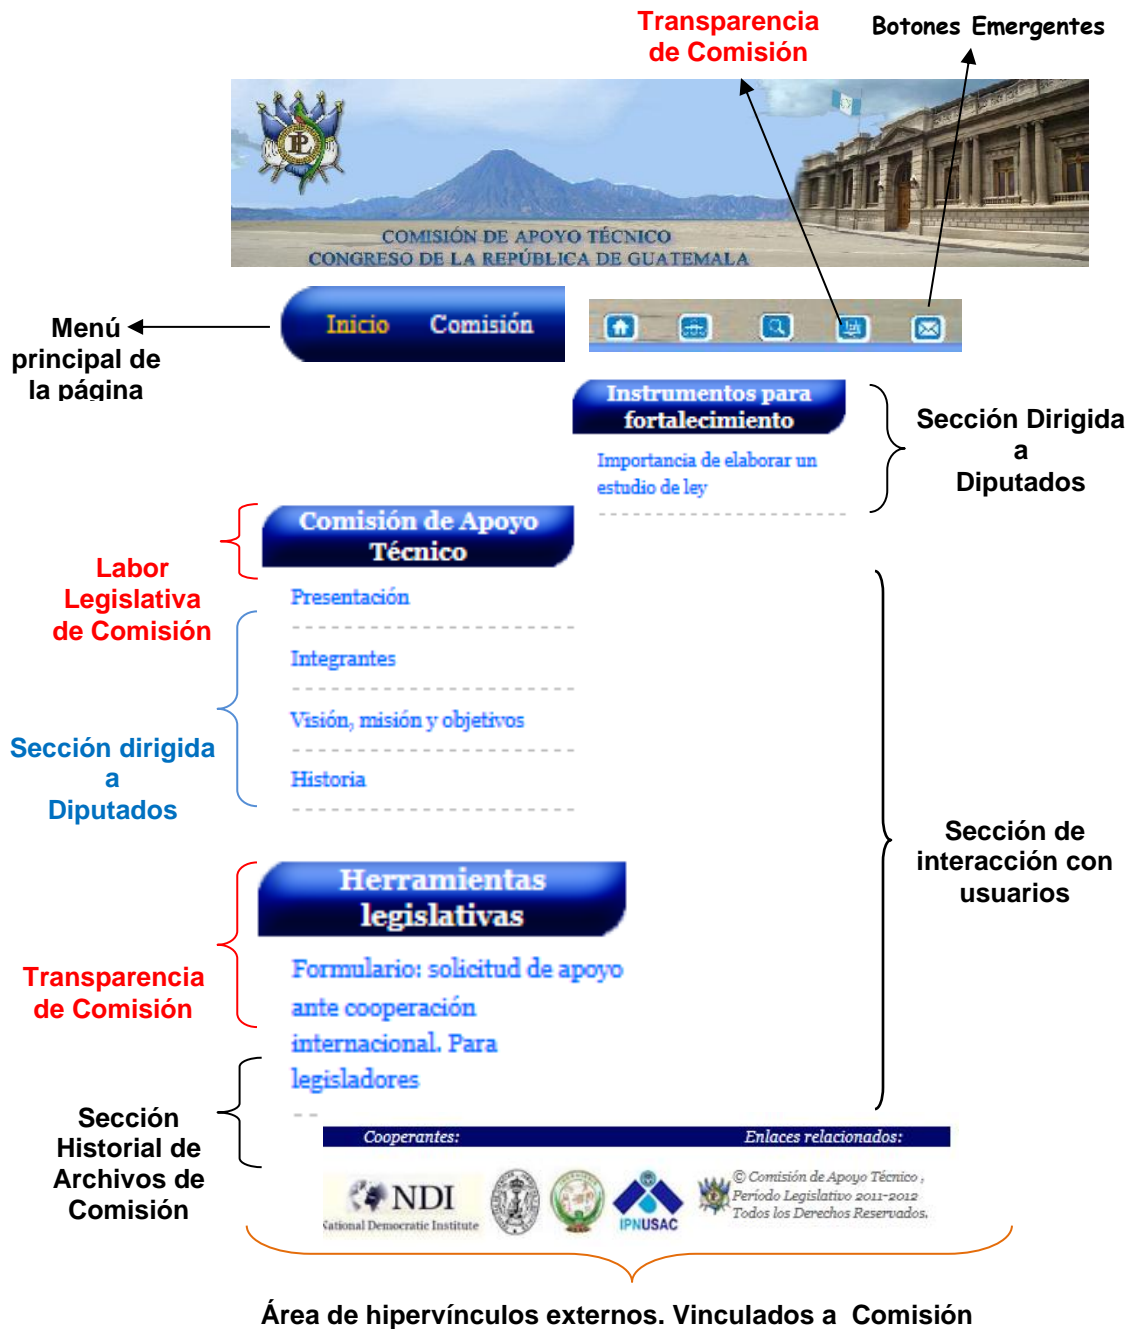 Transparencia
de Comisión
Botones Emergentes
COMISIÓN DE APOYO TÉCNICO
CONGRESO DE LA REPÚBLICA DE GUATEMALA
Menú
principal de
la página
Inicio Comisión
Instrumentos para
fortalecimiento
Importancia de elaborar un
estudio de ley
Sección Dirigida
a
Diputados
Comisión de Apoyo
Técnico
Labor
Legislativa
de Comisión
Presentación
Integrantes
Visión, misión y objetivos
Historia
Sección dirigida
a
Diputados
Sección de
interacción con
usuarios
Herramientas
legislativas
Transparencia
de Comisión
Formulario: solicitud de apoyo
ante cooperación
internacional. Para
legisladores
Sección
Historial de
Archivos de
Comisión
Cooperantes: Enlaces relacionados:
NDI
National Democratic Institute
IPNUSAC
© Comisión de Apoyo Técnico ,
Período Legislativo 2011-2012
Todos los Derechos Reservados.
Área de hipervínculos externos. Vinculados a Comisión